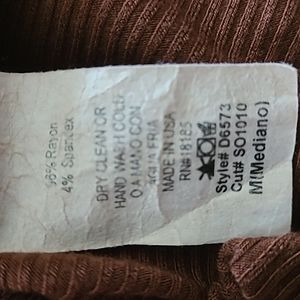 96% Rayon
4% Spandex
DRY CLEAN OR
HAND WASH COLD
O A MANO CON
AGUA FRIA
MADE IN USA
RN#18185
Style# D6573
Cut# SO1010
M(Mediano)